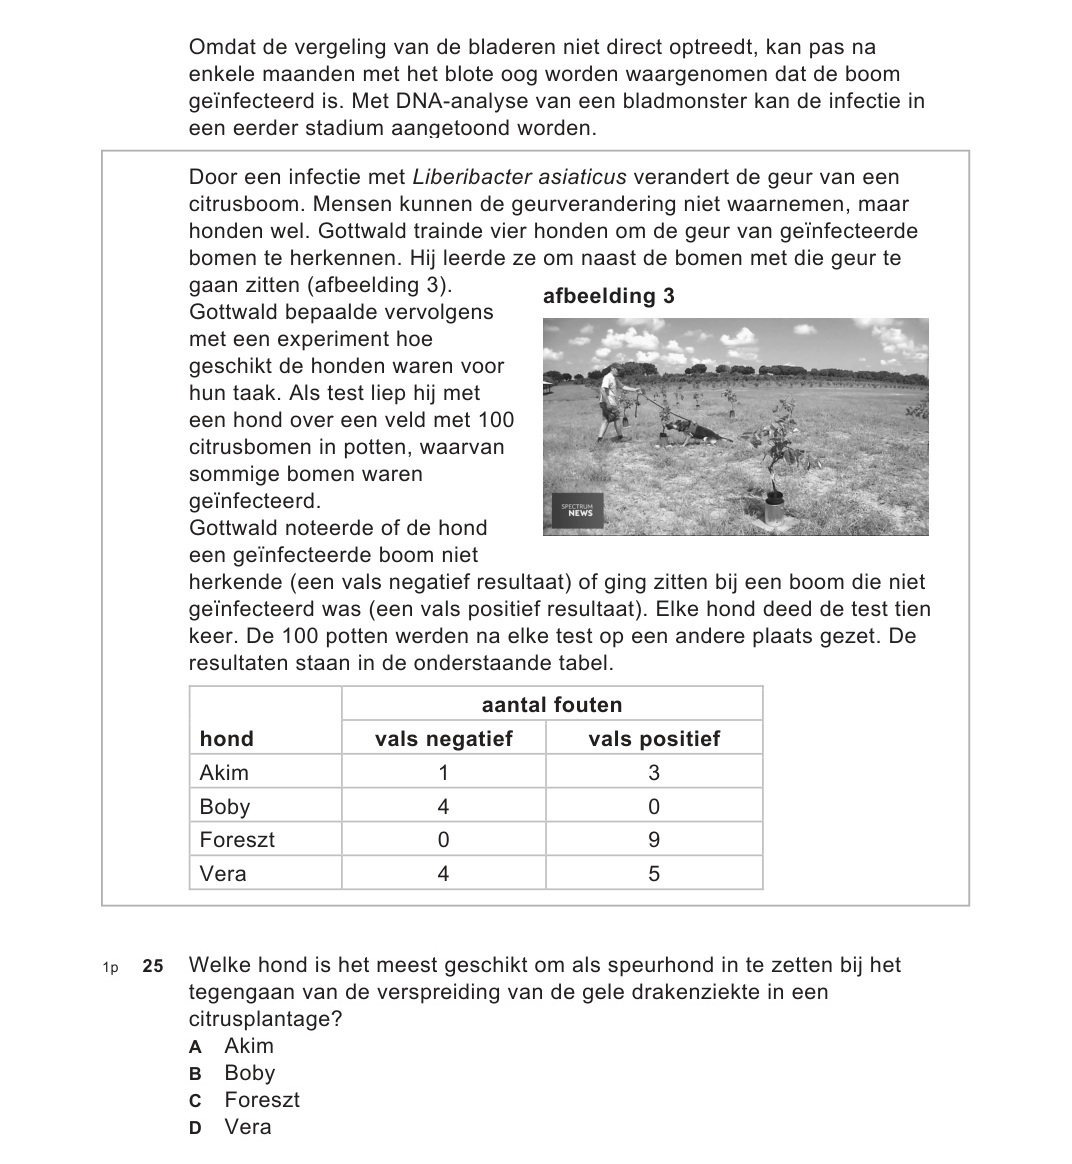 Omdat de vergeling van de bladeren niet direct optreedt, kan pas na
enkele maanden met het blote oog worden waargenomen dat de boom
geïnfecteerd is. Met DNA-analyse van een bladmonster kan de infectie in
een eerder stadium aangetoond worden.
Door een infectie met Liberibacter asiaticus verandert de geur van een
citrusboom. Mensen kunnen de geurverandering niet waarnemen, maar
honden wel. Gottwald trainde vier honden om de geur van geïnfecteerde
bomen te herkennen. Hij leerde ze om naast de bomen met die geur te
gaan zitten (afbeelding 3).
Gottwald bepaalde vervolgens
met een experiment hoe
geschikt de honden waren voor
hun taak. Als test liep hij met
een hond over een veld met 100
citrusbomen in potten, waarvan
sommige bomen waren
geïnfecteerd.
Gottwald noteerde of de hond
een geïnfecteerde boom niet
afbeelding 3
SPECTRUM
NEWS
herkende (een vals negatief resultaat) of ging zitten bij een boom die niet
geïnfecteerd was (een vals positief resultaat). Elke hond deed de test tien
keer. De 100 potten werden na elke test op een andere plaats gezet. De
resultaten staan in de onderstaande tabel.
aantal fouten
hond vals negatief vals positief
Akim 1 3
Boby 4 0
Foreszt 0 9
Vera 4 5
1p 25 Welke hond is het meest geschikt om als speurhond in te zetten bij het
tegengaan van de verspreiding van de gele drakenziekte in een
citrusplantage?
A Akim
B Boby
C Foreszt
D Vera